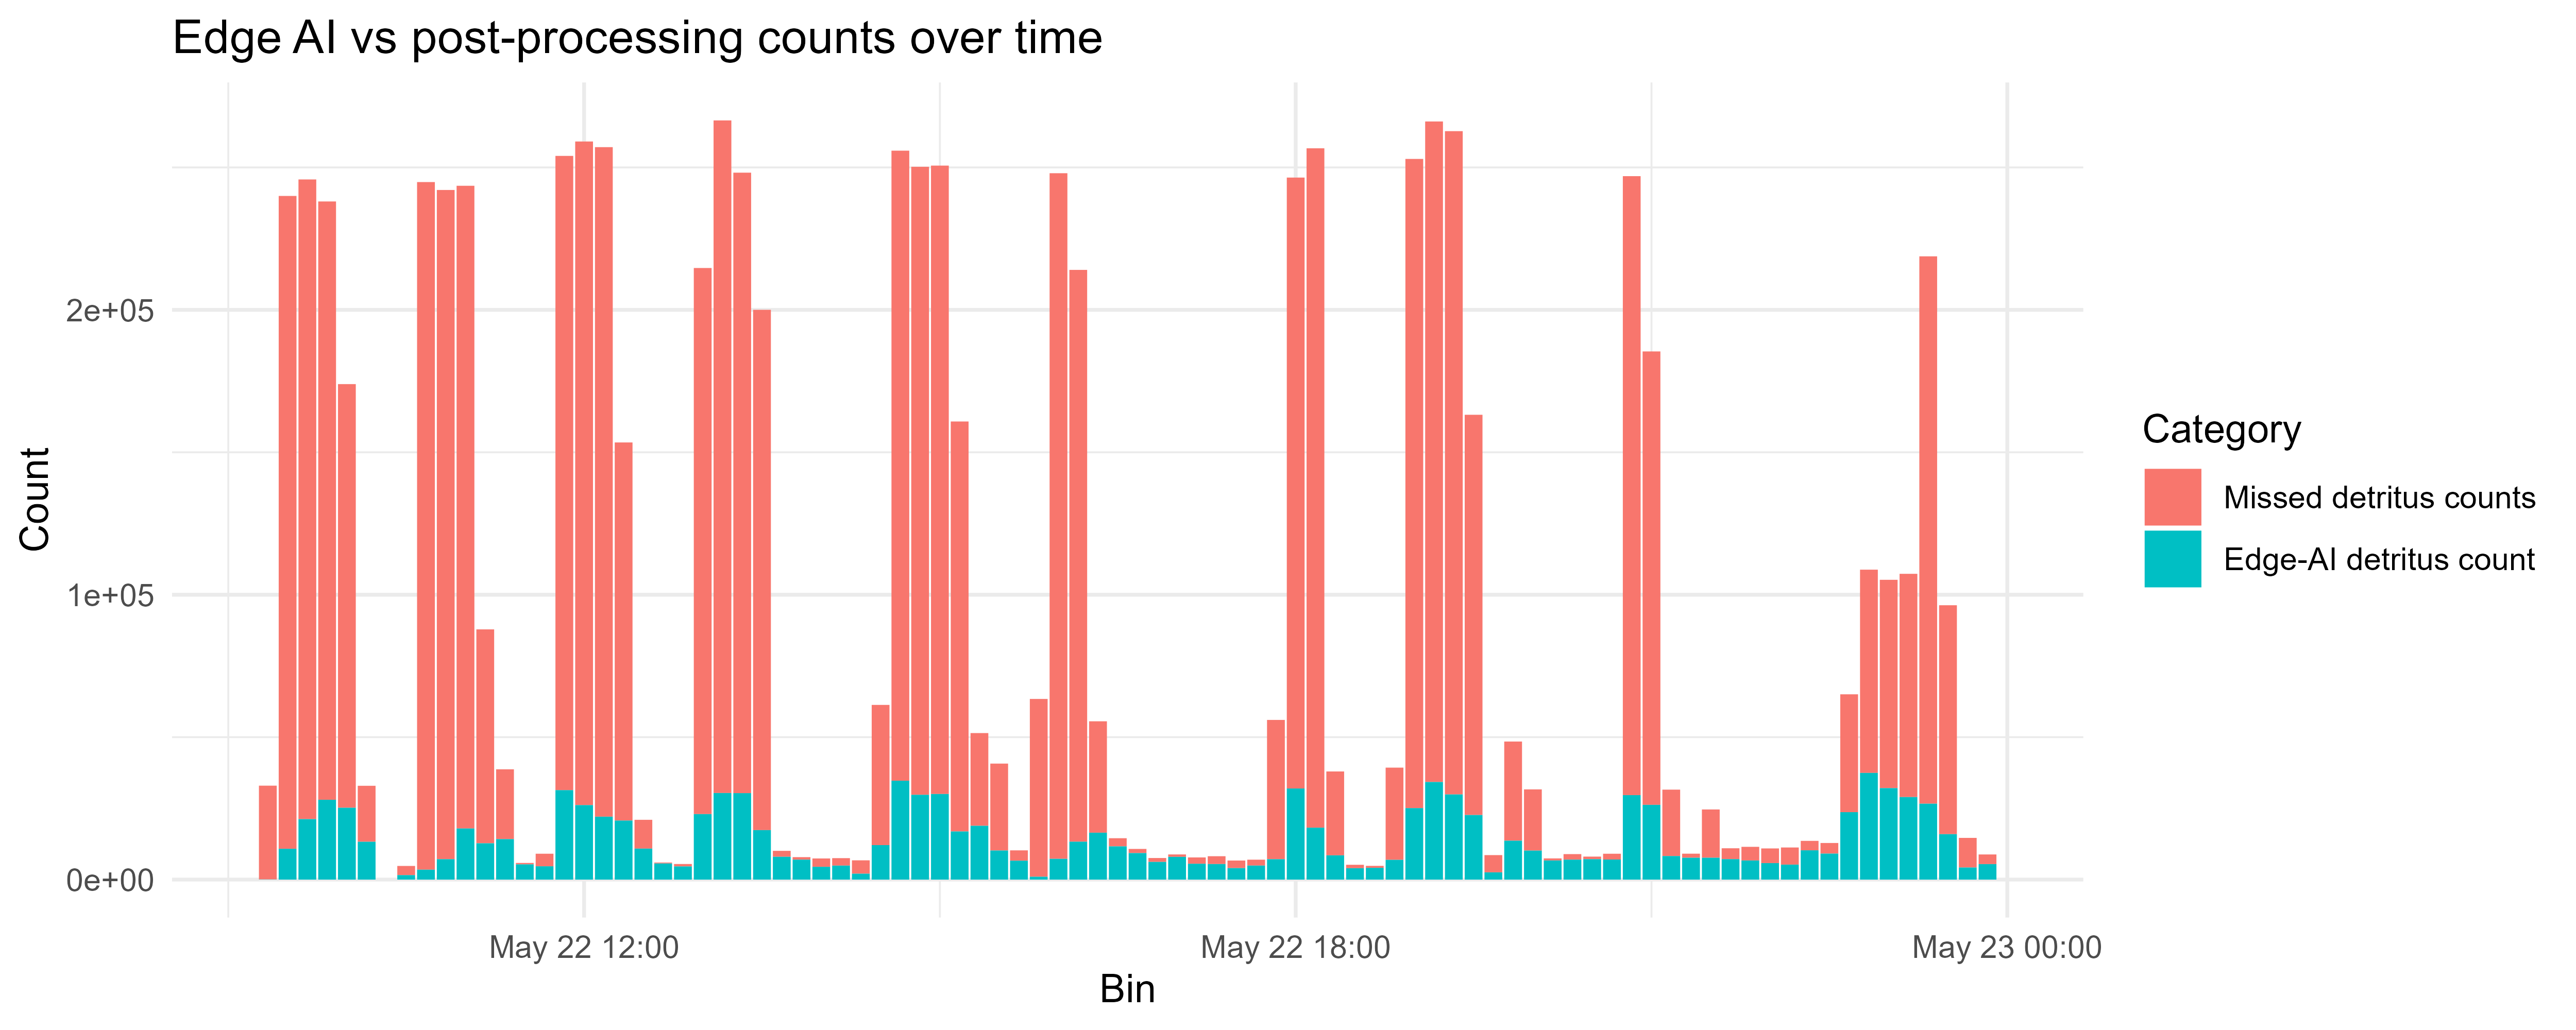 Edge AI vs post-processing counts over time
Count
2e+05
1e+05
0e+00
May 22 12:00
May 22 18:00
May 23 00:00
Bin
Category
Missed detritus counts
Edge-AI detritus count